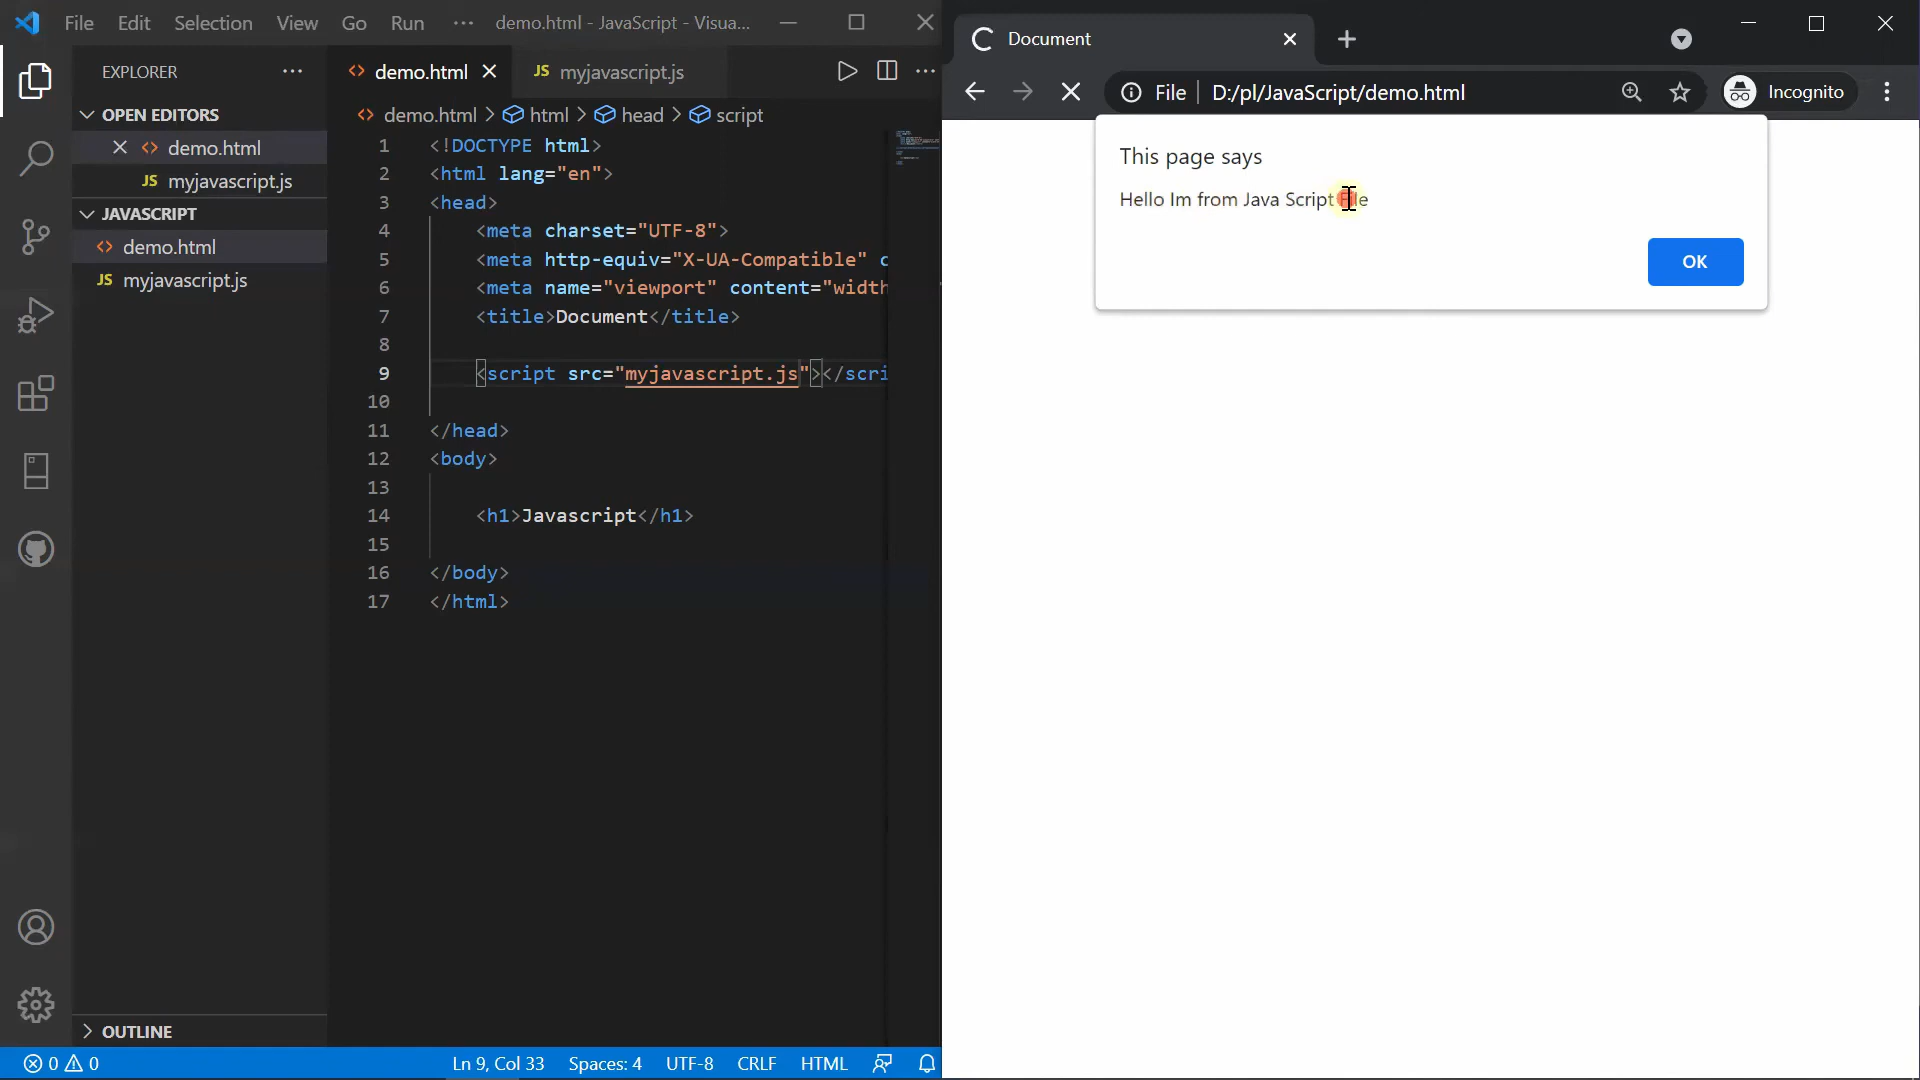 File Edit Selection View Go Run ··· demo.html - JavaScript - Visua...
EXPLORER ···
OPEN EDITORS
demo.html
JS myjavascript.js
JAVASCRIPT
demo.html
JS myjavascript.js
OUTLINE
demo.html
JS myjavascript.js
demo.html > html > head > script
1 <!DOCTYPE html>
2 <html lang="en">
3 <head>
4 <meta charset="UTF-8">
5 <meta http-equiv="X-UA-Compatible" c
6 <meta name="viewport" content="width
7 <title>Document</title>
8
9 <script src="myjavascript.js"></scri
10
11 </head>
12 <body>
13
14 <h1>Javascript</h1>
15
16 </body>
17 </html>
0 0 Ln 9, Col 33 Spaces: 4 UTF-8 CRLF HTML
Document
File D:/pl/JavaScript/demo.html Incognito
This page says
Hello Im from Java Script File
OK